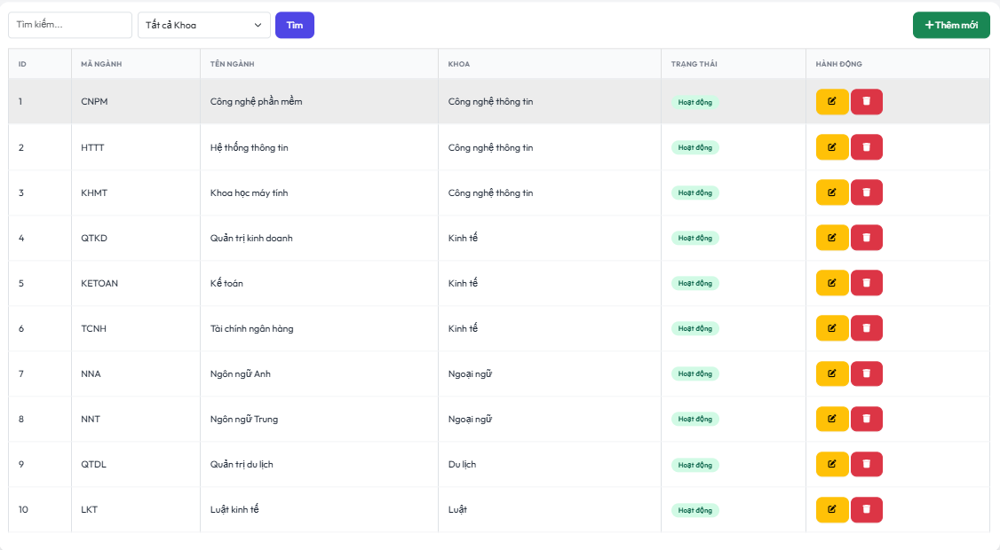 Tìm kiếm... Tất cả Khoa Tìm + Thêm mới
ID MÃ NGÀNH TÊN NGÀNH KHOA TRẠNG THÁI HÀNH ĐỘNG
1 CNPM Công nghệ phần mềm Công nghệ thông tin Hoạt động
2 HTTT Hệ thống thông tin Công nghệ thông tin Hoạt động
3 KHMT Khoa học máy tính Công nghệ thông tin Hoạt động
4 QTKD Quản trị kinh doanh Kinh tế Hoạt động
5 KETOAN Kế toán Kinh tế Hoạt động
6 TCNH Tài chính ngân hàng Kinh tế Hoạt động
7 NNA Ngôn ngữ Anh Ngoại ngữ Hoạt động
8 NNT Ngôn ngữ Trung Ngoại ngữ Hoạt động
9 QTDL Quản trị du lịch Du lịch Hoạt động
10 LKT Luật kinh tế Luật Hoạt động